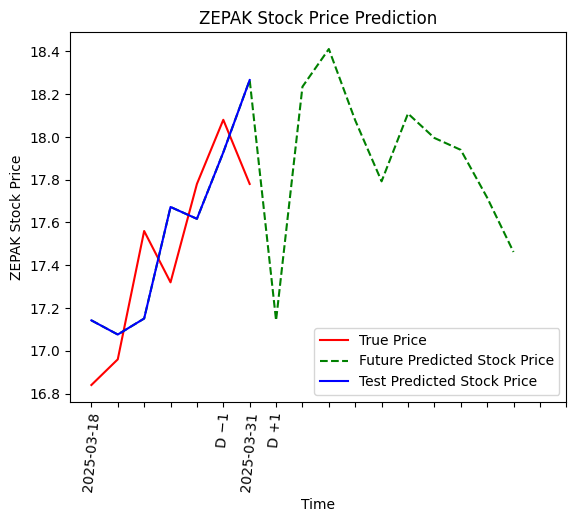 ZEPAK Stock Price Prediction
ZEPAK Stock Price
18.4
18.2
18.0
17.8
17.6
17.4
17.2
17.0
16.8
True Price
Future Predicted Stock Price
Test Predicted Stock Price
2025-03-18
D −1
2025-03-31
D +1
Time